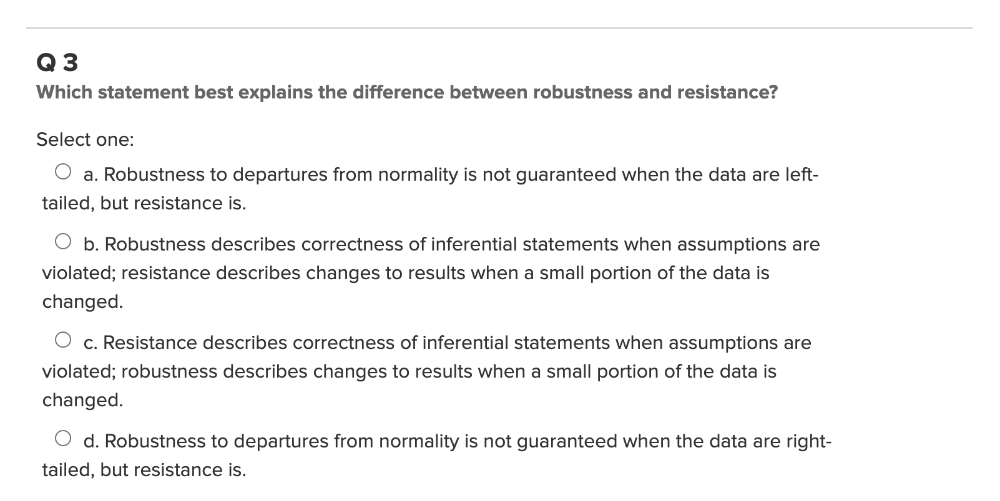 Q 3
Which statement best explains the difference between robustness and resistance?
Select one:
a. Robustness to departures from normality is not guaranteed when the data are left-
tailed, but resistance is.
b. Robustness describes correctness of inferential statements when assumptions are
violated; resistance describes changes to results when a small portion of the data is
changed.
c. Resistance describes correctness of inferential statements when assumptions are
violated; robustness describes changes to results when a small portion of the data is
changed.
d. Robustness to departures from normality is not guaranteed when the data are right-
tailed, but resistance is.